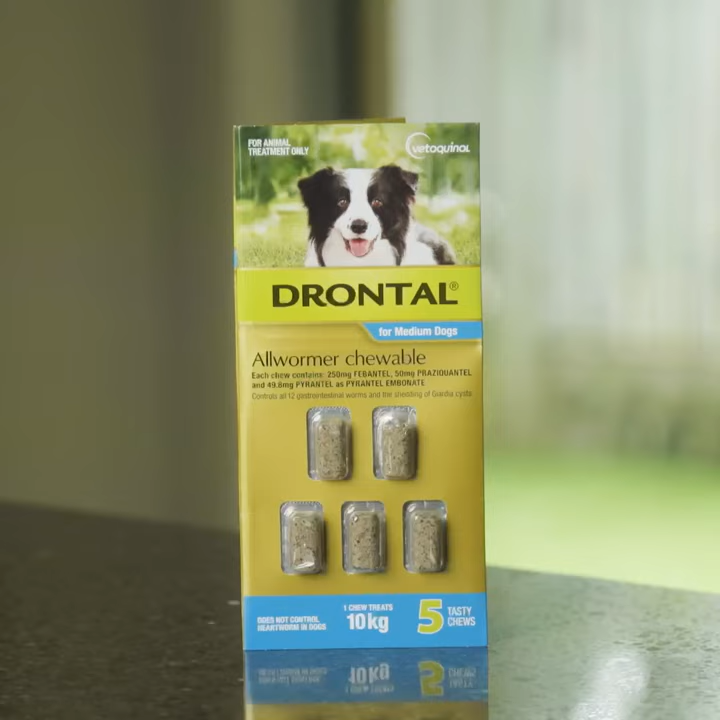 FOR ANIMAL
TREATMENT ONLY
vetoquinol
DRONTAL®
for Medium Dogs
Allwormer chewable
Each chew contains: 250mg FEBANTEL, 50mg PRAZIQUANTEL
and 49.8mg PYRANTEL as PYRANTEL EMBONATE
Controls all 12 gastrointestinal worms and the shedding of Giardia cysts
DOES NOT CONTROL
HEARTWORM IN DOGS
1 CHEW TREATS
10kg
5 TASTY
CHEWS